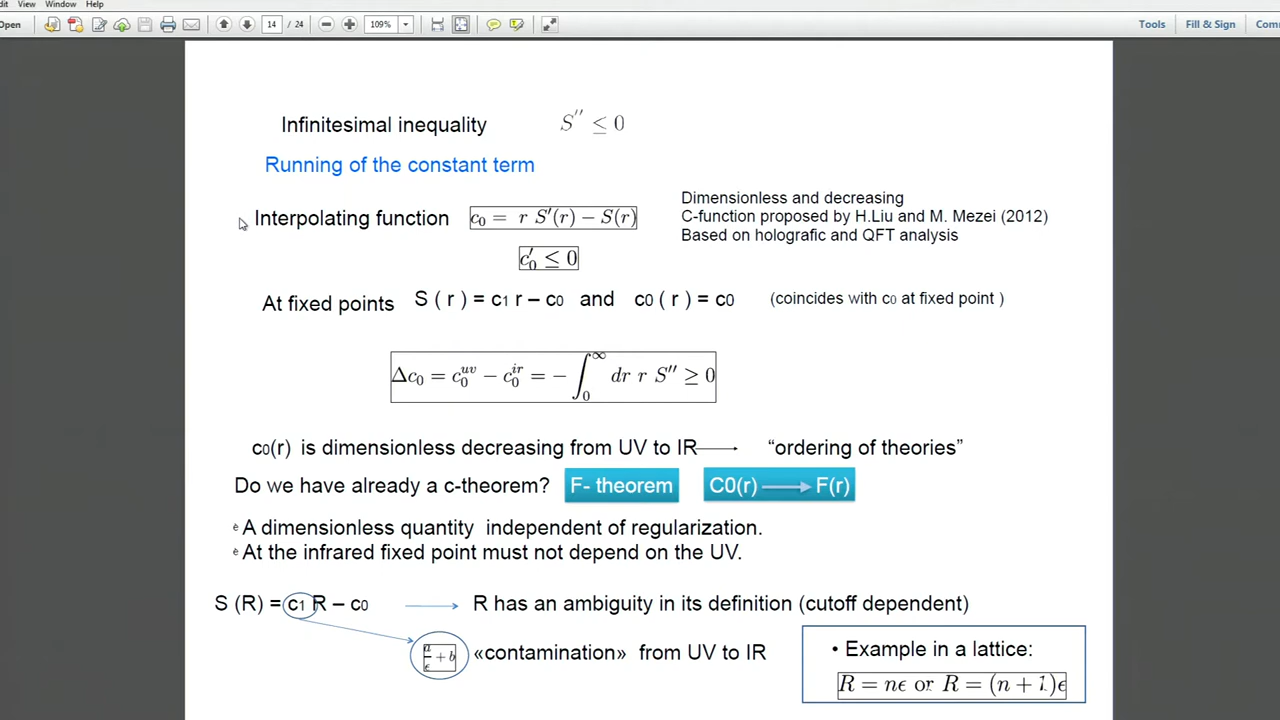 View Window Help
Open 14 / 24 109% Tools Fill & Sign
Infinitesimal inequality S'' ≤ 0
Running of the constant term
Interpolating function c₀ = r S′(r) − S(r)
Dimensionless and decreasing
C-function proposed by H.Liu and M. Mezei (2012)
Based on holografic and QFT analysis
c₀′ ≤ 0
At fixed points S ( r ) = c1 r – c0 and c0 ( r ) = c0 (coincides with c0 at fixed point )
Δc₀ = c₀^{uv} − c₀^{ir} = − ∫₀^∞ dr r S′′ ≥ 0
c0(r) is dimensionless decreasing from UV to IR → “ordering of theories”
Do we have already a c-theorem? F- theorem C0(r) → F(r)
è A dimensionless quantity independent of regularization.
è At the infrared fixed point must not depend on the UV.
S (R) = c1 R – c0 → R has an ambiguity in its definition (cutoff dependent)
a/ϵ + b «contamination» from UV to IR
• Example in a lattice:
R = nϵ or R = (n + 1)ϵ